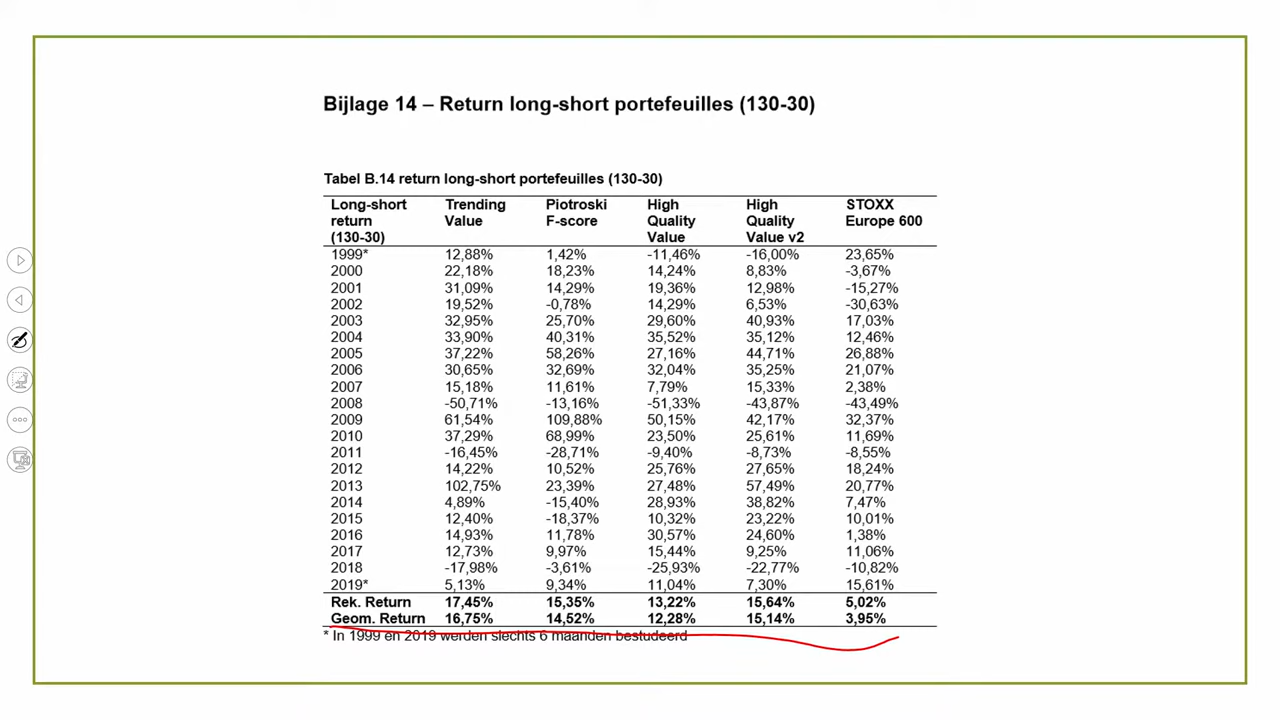 Bijlage 14 – Return long-short portefeuilles (130-30)
Tabel B.14 return long-short portefeuilles (130-30)
Long-short return (130-30) Trending Value Piotroski F-score High Quality Value High Quality Value v2 STOXX Europe 600
1999* 12,88% 1,42% -11,46% -16,00% 23,65%
2000 22,18% 18,23% 14,24% 8,83% -3,67%
2001 31,09% 14,29% 19,36% 12,98% -15,27%
2002 19,52% -0,78% 14,29% 6,53% -30,63%
2003 32,95% 25,70% 29,60% 40,93% 17,03%
2004 33,90% 40,31% 35,52% 35,12% 12,46%
2005 37,22% 58,26% 27,16% 44,71% 26,88%
2006 30,65% 32,69% 32,04% 35,25% 21,07%
2007 15,18% 11,61% 7,79% 15,33% 2,38%
2008 -50,71% -13,16% -51,33% -43,87% -43,49%
2009 61,54% 109,88% 50,15% 42,17% 32,37%
2010 37,29% 68,99% 23,50% 25,61% 11,69%
2011 -16,45% -28,71% -9,40% -8,73% -8,55%
2012 14,22% 10,52% 25,76% 27,65% 18,24%
2013 102,75% 23,39% 27,48% 57,49% 20,77%
2014 4,89% -15,40% 28,93% 38,82% 7,47%
2015 12,40% -18,37% 10,32% 23,22% 10,01%
2016 14,93% 11,78% 30,57% 24,60% 1,38%
2017 12,73% 9,97% 15,44% 9,25% 11,06%
2018 -17,98% -3,61% -25,93% -22,77% -10,82%
2019* 5,13% 9,34% 11,04% 7,30% 15,61%
Rek. Return 17,45% 15,35% 13,22% 15,64% 5,02%
Geom. Return 16,75% 14,52% 12,28% 15,14% 3,95%
* In 1999 en 2019 werden slechts 6 maanden bestudeerd